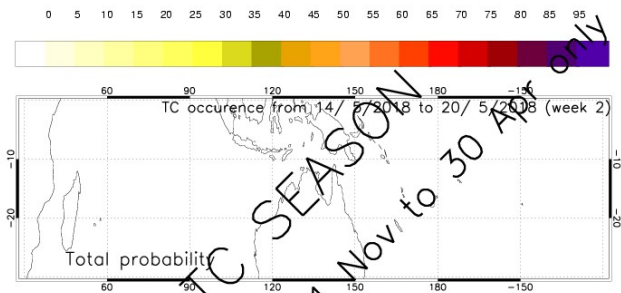 0 5 10 15 20 25 30 35 40 45 50 55 60 65 70 75 80 85 90 95
60 90 120 150 180 -150
TC occurence from 14/ 5/2018 to 20/ 5/2018 (week 2)
-10 -10
-20 -20
TC SEASON
Nov to 30 Apr only
Total probability
60 90 120 150 180 -150